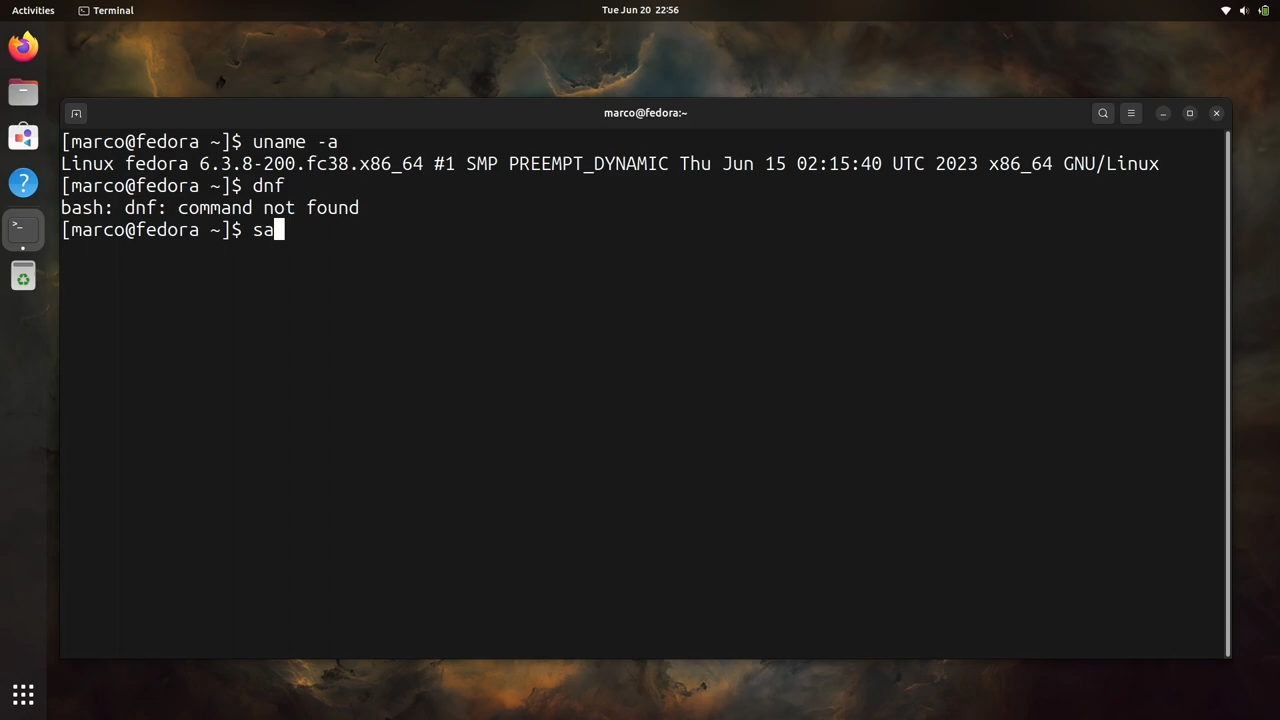 Activities Terminal Tue Jun 20 22:56
marco@fedora:~
[marco@fedora ~]$ uname -a
Linux fedora 6.3.8-200.fc38.x86_64 #1 SMP PREEMPT_DYNAMIC Thu Jun 15 02:15:40 UTC 2023 x86_64 GNU/Linux
[marco@fedora ~]$ dnf
bash: dnf: command not found
[marco@fedora ~]$ sa